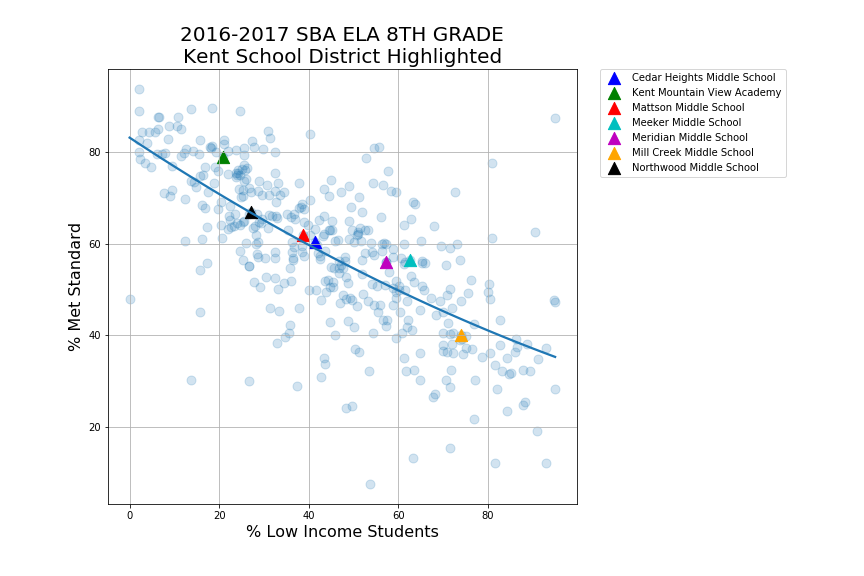 2016-2017 SBA ELA 8TH GRADE
Kent School District Highlighted
Cedar Heights Middle School
Kent Mountain View Academy
Mattson Middle School
Meeker Middle School
Meridian Middle School
Mill Creek Middle School
Northwood Middle School
% Met Standard
80
60
40
20
0 20 40 60 80
% Low Income Students